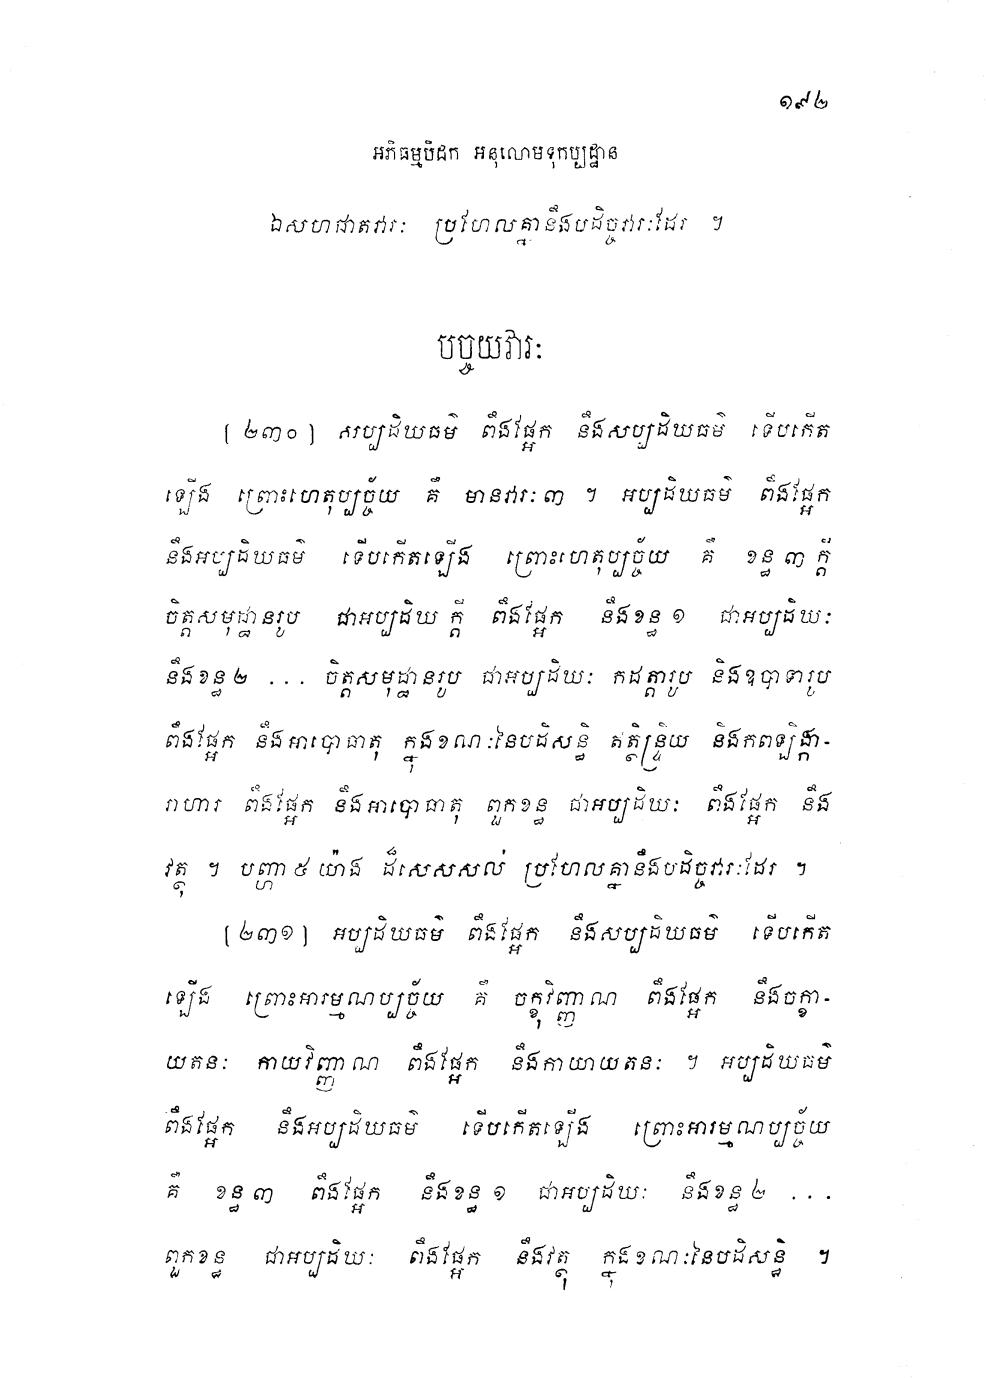 ១៩២
អភិធម្មបិដក អនុលោមទុកប្បដ្ឋាន
ឯសហជាតវារៈ ប្រហែលគ្នានឹងបដិច្ចវារៈដែរ ។
បច្ចយវារៈ
[២៣០] សប្បដិឃធម៌ ពឹងផ្អែក នឹងសប្បដិឃធម៌ ទើបកើត
ឡើង ព្រោះហេតុប្បច្ច័យ គឺ មានវារៈ ៣ ។ អប្បដិឃធម៌ ពឹងផ្អែក
នឹងអប្បដិឃធម៌ ទើបកើតឡើង ព្រោះហេតុប្បច្ច័យ គឺ ខន្ធ ៣ ក្តី
ចិត្តសមុដ្ឋានរូប ជាអប្បដិឃ ក្តី ពឹងផ្អែក នឹងខន្ធ ១ ជាអប្បដិឃៈ
នឹងខន្ធ ២ ... ចិត្តសមុដ្ឋានរូប ជាអប្បដិឃៈ កដត្តារូប និងឧបាទារូប
ពឹងផ្អែក នឹងអាបោធាតុ ក្នុងខណៈនៃបដិសន្ធិ ឥត្ថិន្ទ្រិយ និងកពឡិង្ការ-
រាហារ ពឹងផ្អែក នឹងអាបោធាតុ ពួកខន្ធ ជាអប្បដិឃៈ ពឹងផ្អែក នឹង
វត្ថុ ។ បញ្ហា ៥ យ៉ាង ដ៏សេសសល់ ប្រហែលគ្នានឹងបដិច្ចវារៈដែរ ។
[២៣១] អប្បដិឃធម៌ ពឹងផ្អែក នឹងសប្បដិឃធម៌ ទើបកើត
ឡើង ព្រោះអារម្មណប្បច្ច័យ គឺ ចក្ខុវិញ្ញាណ ពឹងផ្អែក នឹងចក្ខា-
យតនៈ កាយវិញ្ញាណ ពឹងផ្អែក នឹងកាយាយតនៈ ។ អប្បដិឃធម៌
ពឹងផ្អែក នឹងអប្បដិឃធម៌ ទើបកើតឡើង ព្រោះអារម្មណប្បច្ច័យ
គឺ ខន្ធ ៣ ពឹងផ្អែក នឹងខន្ធ ១ ជាអប្បដិឃៈ នឹងខន្ធ ២ ...
ពួកខន្ធ ជាអប្បដិឃៈ ពឹងផ្អែក នឹងវត្ថុ ក្នុងខណៈនៃបដិសន្ធិ ។